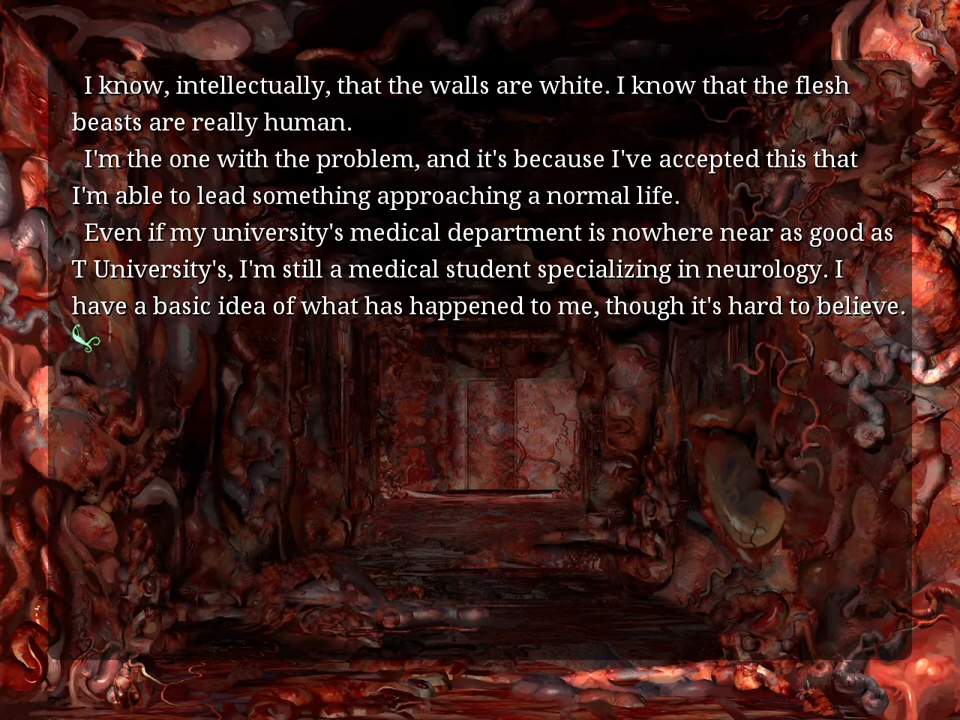 I know, intellectually, that the walls are white. I know that the flesh
beasts are really human.
I'm the one with the problem, and it's because I've accepted this that
I'm able to lead something approaching a normal life.
Even if my university's medical department is nowhere near as good as
T University's, I'm still a medical student specializing in neurology. I
have a basic idea of what has happened to me, though it's hard to believe.